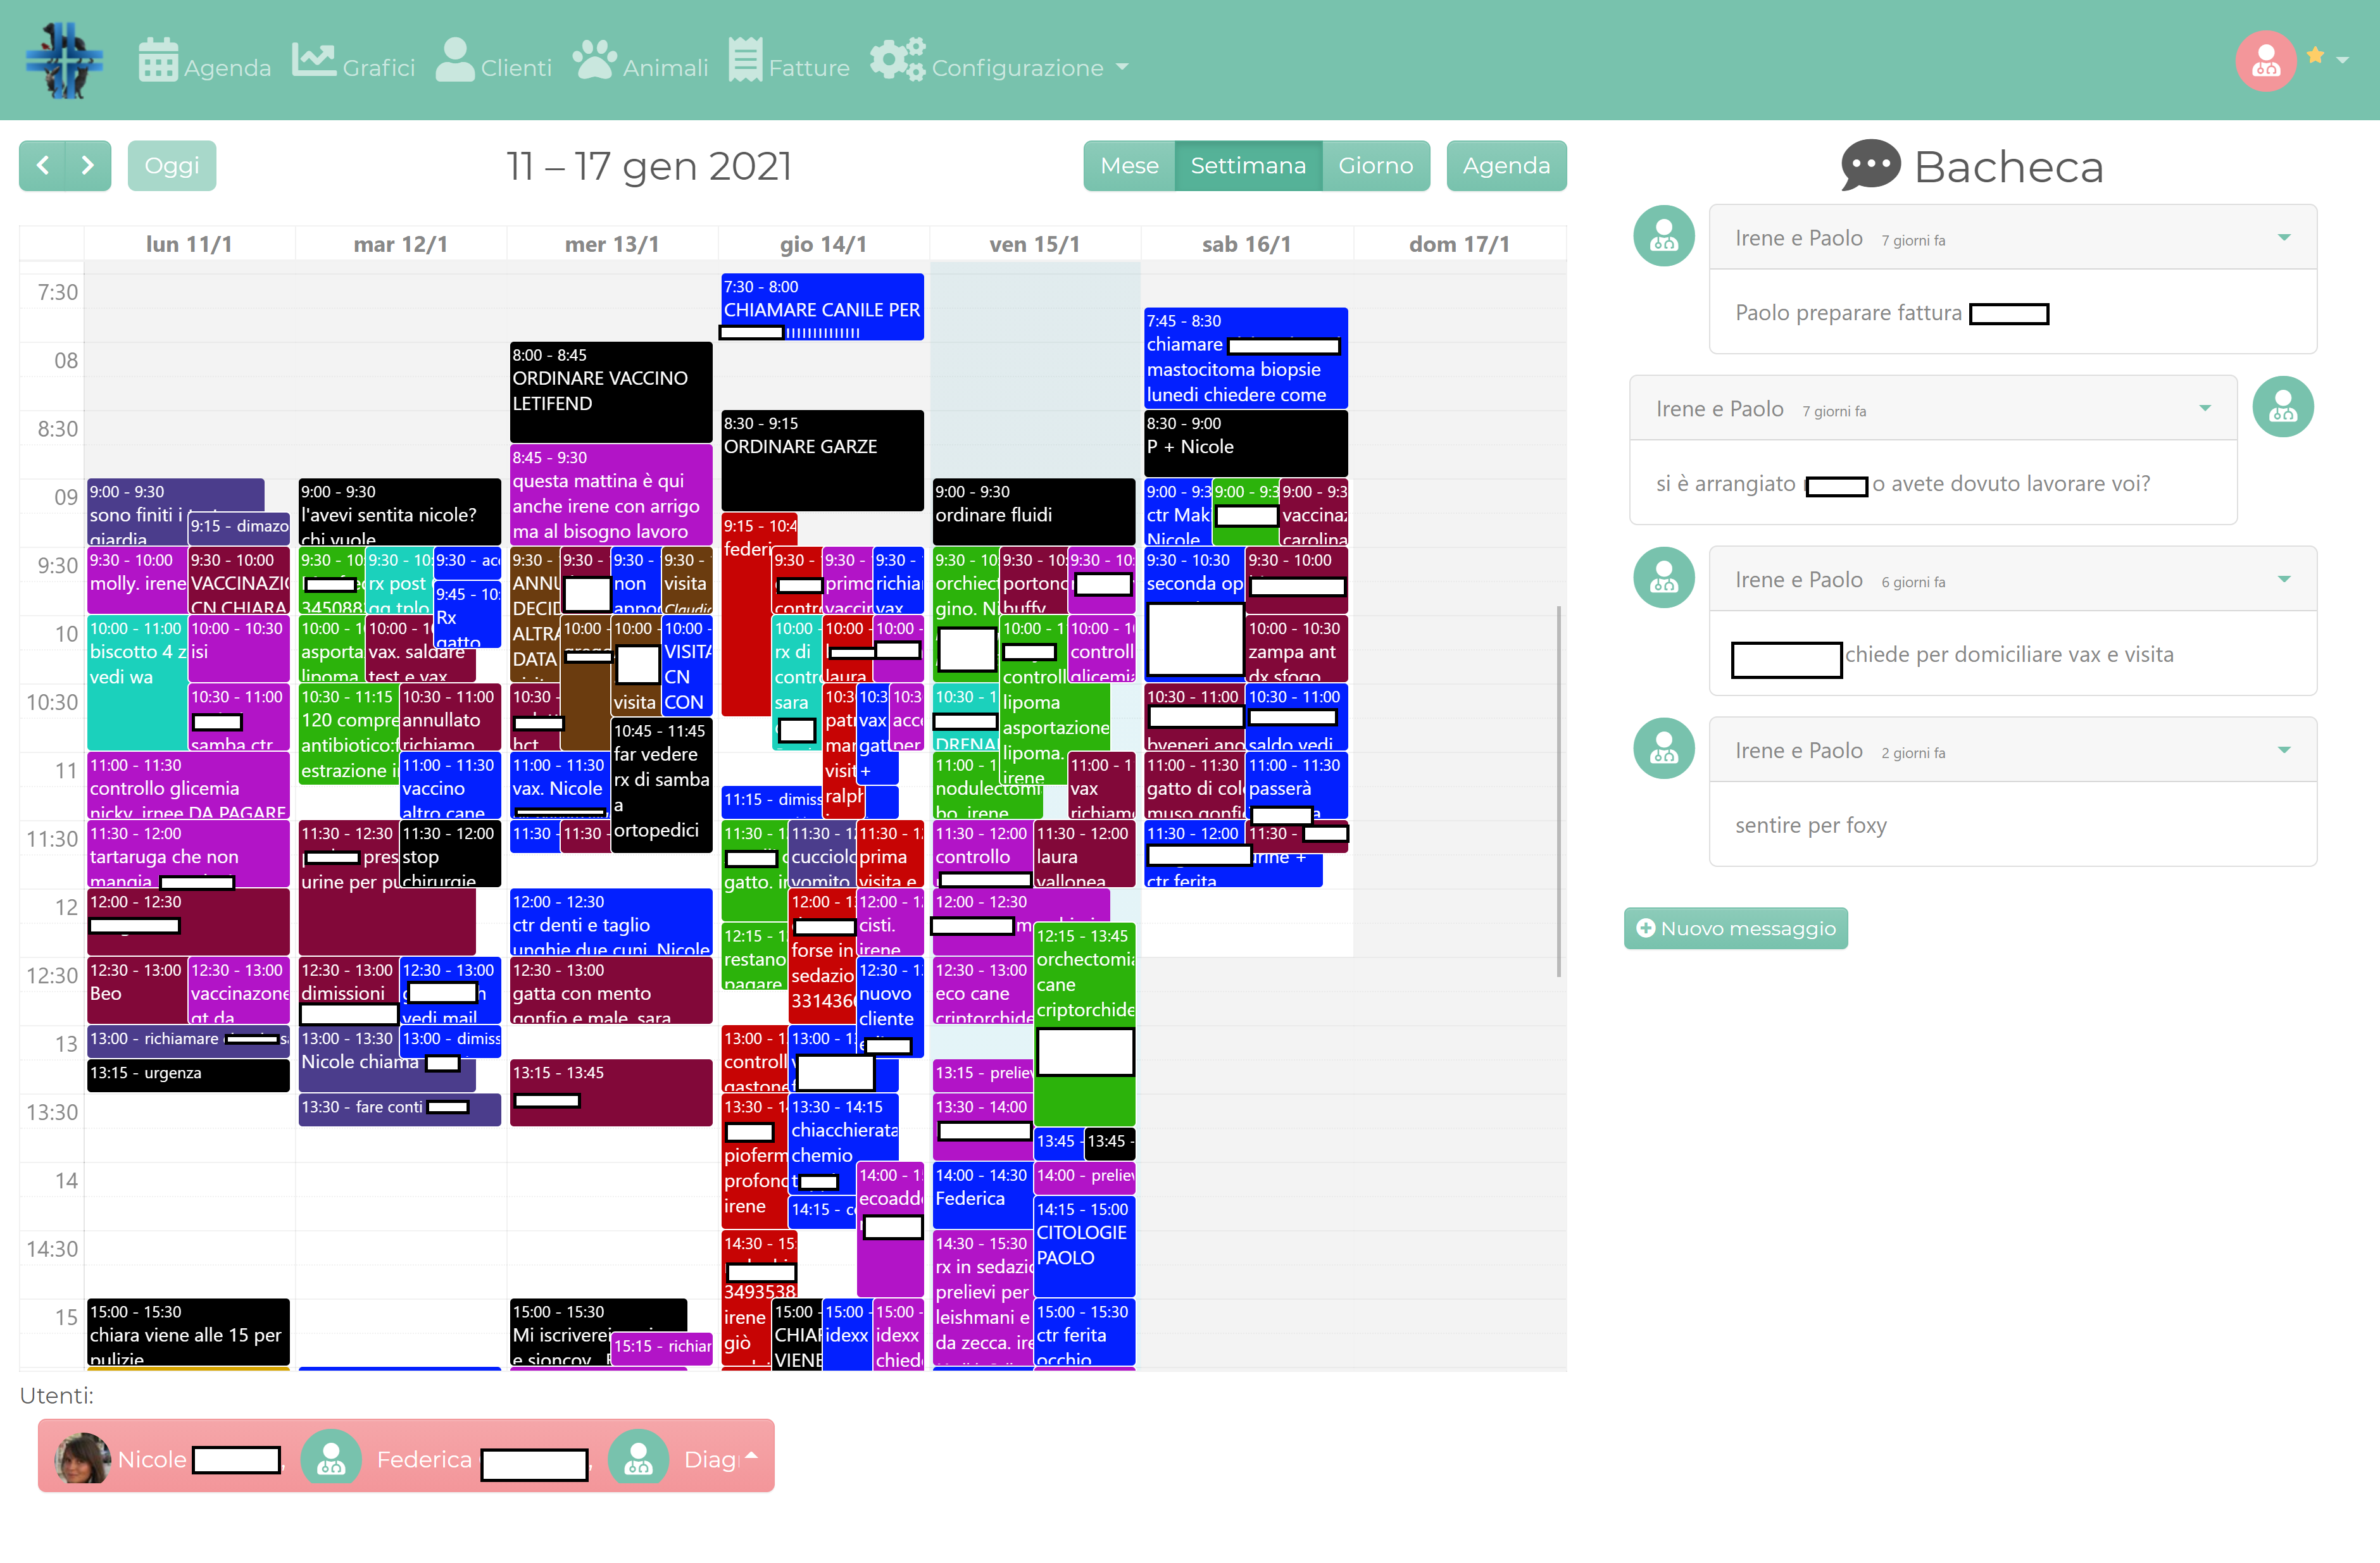 Agenda Grafici Clienti Animali Fatture Configurazione
Oggi
11 – 17 gen 2021
Mese Settimana Giorno Agenda
lun 11/1 mar 12/1 mer 13/1 gio 14/1 ven 15/1 sab 16/1 dom 17/1
7:30
08
8:30
09
9:30
10
10:30
11
11:30
12
12:30
13
13:30
14
14:30
15
9:00 - 9:30
sono finiti i
giardia
9:15 - dimazo
9:30 - 10:00
molly. irene
9:30 - 10:00
VACCINAZI
CN CHIARA
10:00 - 11:00
biscotto 4 z
vedi wa
10:00 - 10:30
isi
10:30 - 11:00
samba ctr
11:00 - 11:30
controllo glicemia
nicky. irnee DA PAGARE
11:30 - 12:00
tartaruga che non
mangia
12:00 - 12:30
12:30 - 13:00
Beo
12:30 - 13:00
vaccinazone
gt da
13:00 - richiamare
13:15 - urgenza
15:00 - 15:30
chiara viene alle 15 per
pulizie
9:00 - 9:30
l'avevi sentita nicole?
chi vuole
9:30 - 10:
345088
9:30 - 10:
rx post
gg tplo
9:30 - acc
9:45 - 10:
Rx
gatto
10:00 - 1
asporta
lipoma
10:00 - 1
vax. saldare
test e vax
10:30 - 11:15
120 compre
antibiotico:
estrazione i
10:30 - 11:00
annullato
richiamo
11:00 - 11:30
vaccino
altro cane
11:30 - 12:30
pres
urine per pu
11:30 - 12:00
stop
chirurgie
12:30 - 13:00
dimissioni
12:30 - 13:00
vedi mail
13:00 - 13:30
Nicole chiama
13:00 - dimiss
13:30 - fare conti
8:00 - 8:45
ORDINARE VACCINO
LETIFEND
8:45 - 9:30
questa mattina è qui
anche irene con arrigo
ma al bisogno lavoro
9:30 -
ANNU
DECID
ALTRA
DATA
9:30 -
9:30 -
non
appo
9:30 -
visita
Claudia
10:00 -
10:00 -
visita
10:00 -
VISITA
CN
CON
10:30 -
hct
10:45 - 11:45
far vedere
rx di samba
a
ortopedici
11:00 - 11:30
vax. Nicole
11:30 -
11:30 -
12:00 - 12:30
ctr denti e taglio
unghie due cuni. Nicole
12:30 - 13:00
gatta con mento
gonfio e male. sara
13:15 - 13:45
15:00 - 15:30
Mi iscriverei
e sioncov
15:15 - richiar
7:30 - 8:00
CHIAMARE CANILE PER
!!!!!!!!!!!!!!
8:30 - 9:15
ORDINARE GARZE
9:15 - 10:4
federi
9:30 -
contro
9:30 -
primo
vaccin
9:30 -
richiar
vax
10:00
rx di
contr
sara
10:00 -
laura
10:00 -
10:3
patr
mar
visit
ralph
10:3
vax
gatt
+
10:3
acce
per
11:15 - dimiss
11:30 - 1
gatto. ir
11:30 - 12
cucciolo
vomito
11:30 - 12
prima
visita e
12:00 - 1
forse in
sedazio
331436
12:00 - 1
cisti.
irene
12:15 - 1
restano
pagare
12:30 - 1
nuovo
cliente
13:00 - 1
controll
gastone
13:00 - 1
13:30 - 1
pioferm
profond
irene
13:30 - 14:15
chiacchierata
chemio
14:00 - 1
ecoadd
14:15 - c
14:30 - 15:
3493538
irene
giò
15:00 -
CHIAR
VIENE
15:00 -
idexx
15:00 -
idexx
chied
9:00 - 9:30
ordinare fluidi
9:30 - 10:
orchiect
gino. Ni
9:30 - 10:
portonc
buffy
9:30 - 10:
10:00 - 1
controll
lipoma
asportazione
lipoma.
irene
10:00 - 1
controll
glicemia
10:30 - 1
DRENA
11:00 - 1
nodulectomi
bo. irene
11:00 - 1
vax
richiamo
11:30 - 12:00
controllo
11:30 - 12:00
laura
vallonea
12:00 - 12:30
12:15 - 13:45
orchectomia
cane
criptorchide
12:30 - 13:00
eco cane
criptorchide
13:15 - preliev
13:30 - 14:00
13:45 -
13:45 -
14:00 - 14:30
Federica
14:00 - preliev
14:15 - 15:00
CITOLOGIE
PAOLO
14:30 - 15:30
rx in sedazio
prelievi per
leishmani e
da zecca. ire
15:00 - 15:30
ctr ferita
occhio
7:45 - 8:30
chiamare
mastocitoma biopsie
lunedi chiedere come
8:30 - 9:00
P + Nicole
9:00 - 9:3
ctr Mak
Nicole
9:00 - 9:3
9:00 - 9:3
vaccinaz
carolina
9:30 - 10:30
seconda op
9:30 - 10:00
10:00 - 10:30
zampa ant
dx sfogo
10:30 - 11:00
byeneri ano
10:30 - 11:00
saldo vedi
11:00 - 11:30
gatto di col
muso gonfio
11:00 - 11:30
passerà
11:30 - 12:00
urine +
ctr ferita
11:30 -
Bacheca
Irene e Paolo 7 giorni fa
Paolo preparare fattura
Irene e Paolo 7 giorni fa
si è arrangiato o avete dovuto lavorare voi?
Irene e Paolo 6 giorni fa
chiede per domiciliare vax e visita
Irene e Paolo 2 giorni fa
sentire per foxy
Nuovo messaggio
Utenti:
Nicole , Federica , Diag